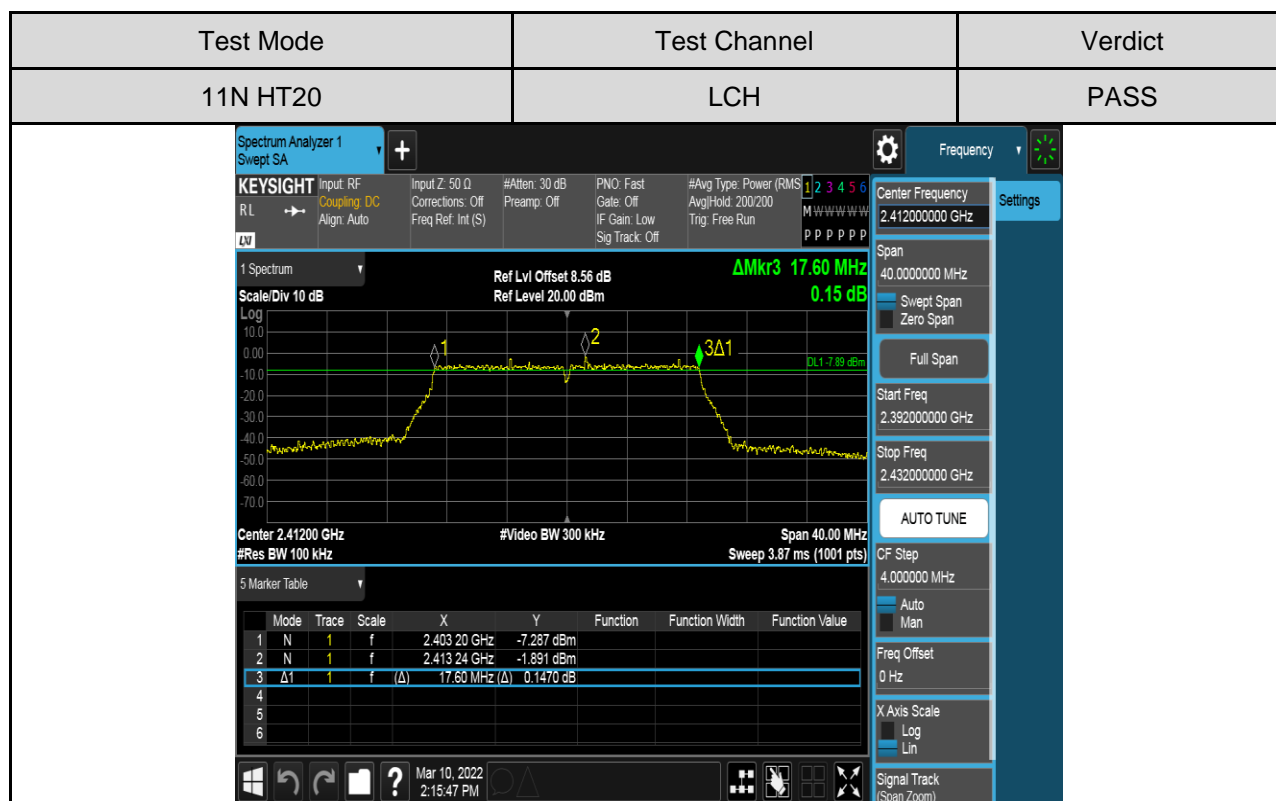 Test Mode Test Channel Verdict
11N HT20 LCH PASS
Spectrum Analyzer 1
Swept SA
Frequency
KEYSIGHT Input: RF Input Z: 50 Ω #Atten: 30 dB PNO: Fast #Avg Type: Power (RMS 1 2 3 4 5 6
RL Coupling: DC Corrections: Off Preamp: Off Gate: Off Avg|Hold: 200/200 M W W W W W
Align: Auto Freq Ref: Int (S) IF Gain: Low Trig: Free Run
LXI Sig Track: Off P P P P P P
Center Frequency
2.412000000 GHz
Settings
1 Spectrum
Ref Lvl Offset 8.56 dB ΔMkr3 17.60 MHz
Scale/Div 10 dB Ref Level 20.00 dBm 0.15 dB
Log
10.0
0.00
-10.0
-20.0
-30.0
-40.0
-50.0
-60.0
-70.0
1 2 3Δ1
DL1 -7.89 dBm
Center 2.41200 GHz #Video BW 300 kHz Span 40.00 MHz
#Res BW 100 kHz Sweep 3.87 ms (1001 pts)
Span
40.0000000 MHz
Swept Span
Zero Span
Full Span
Start Freq
2.392000000 GHz
Stop Freq
2.432000000 GHz
AUTO TUNE
CF Step
4.000000 MHz
Auto
Man
Freq Offset
0 Hz
X Axis Scale
Log
Lin
Signal Track
(Span Zoom)
5 Marker Table
Mode Trace Scale X Y Function Function Width Function Value
1 N 1 f 2.403 20 GHz -7.287 dBm
2 N 1 f 2.413 24 GHz -1.891 dBm
3 Δ1 1 f (Δ) 17.60 MHz (Δ) 0.1470 dB
4
5
6
? Mar 10, 2022
2:15:47 PM